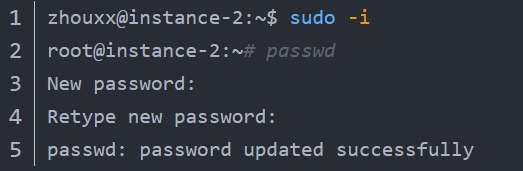 1 zhouxx@instance-2:~$ sudo -i
2 root@instance-2:~# passwd
3 New password:
4 Retype new password:
5 passwd: password updated successfully